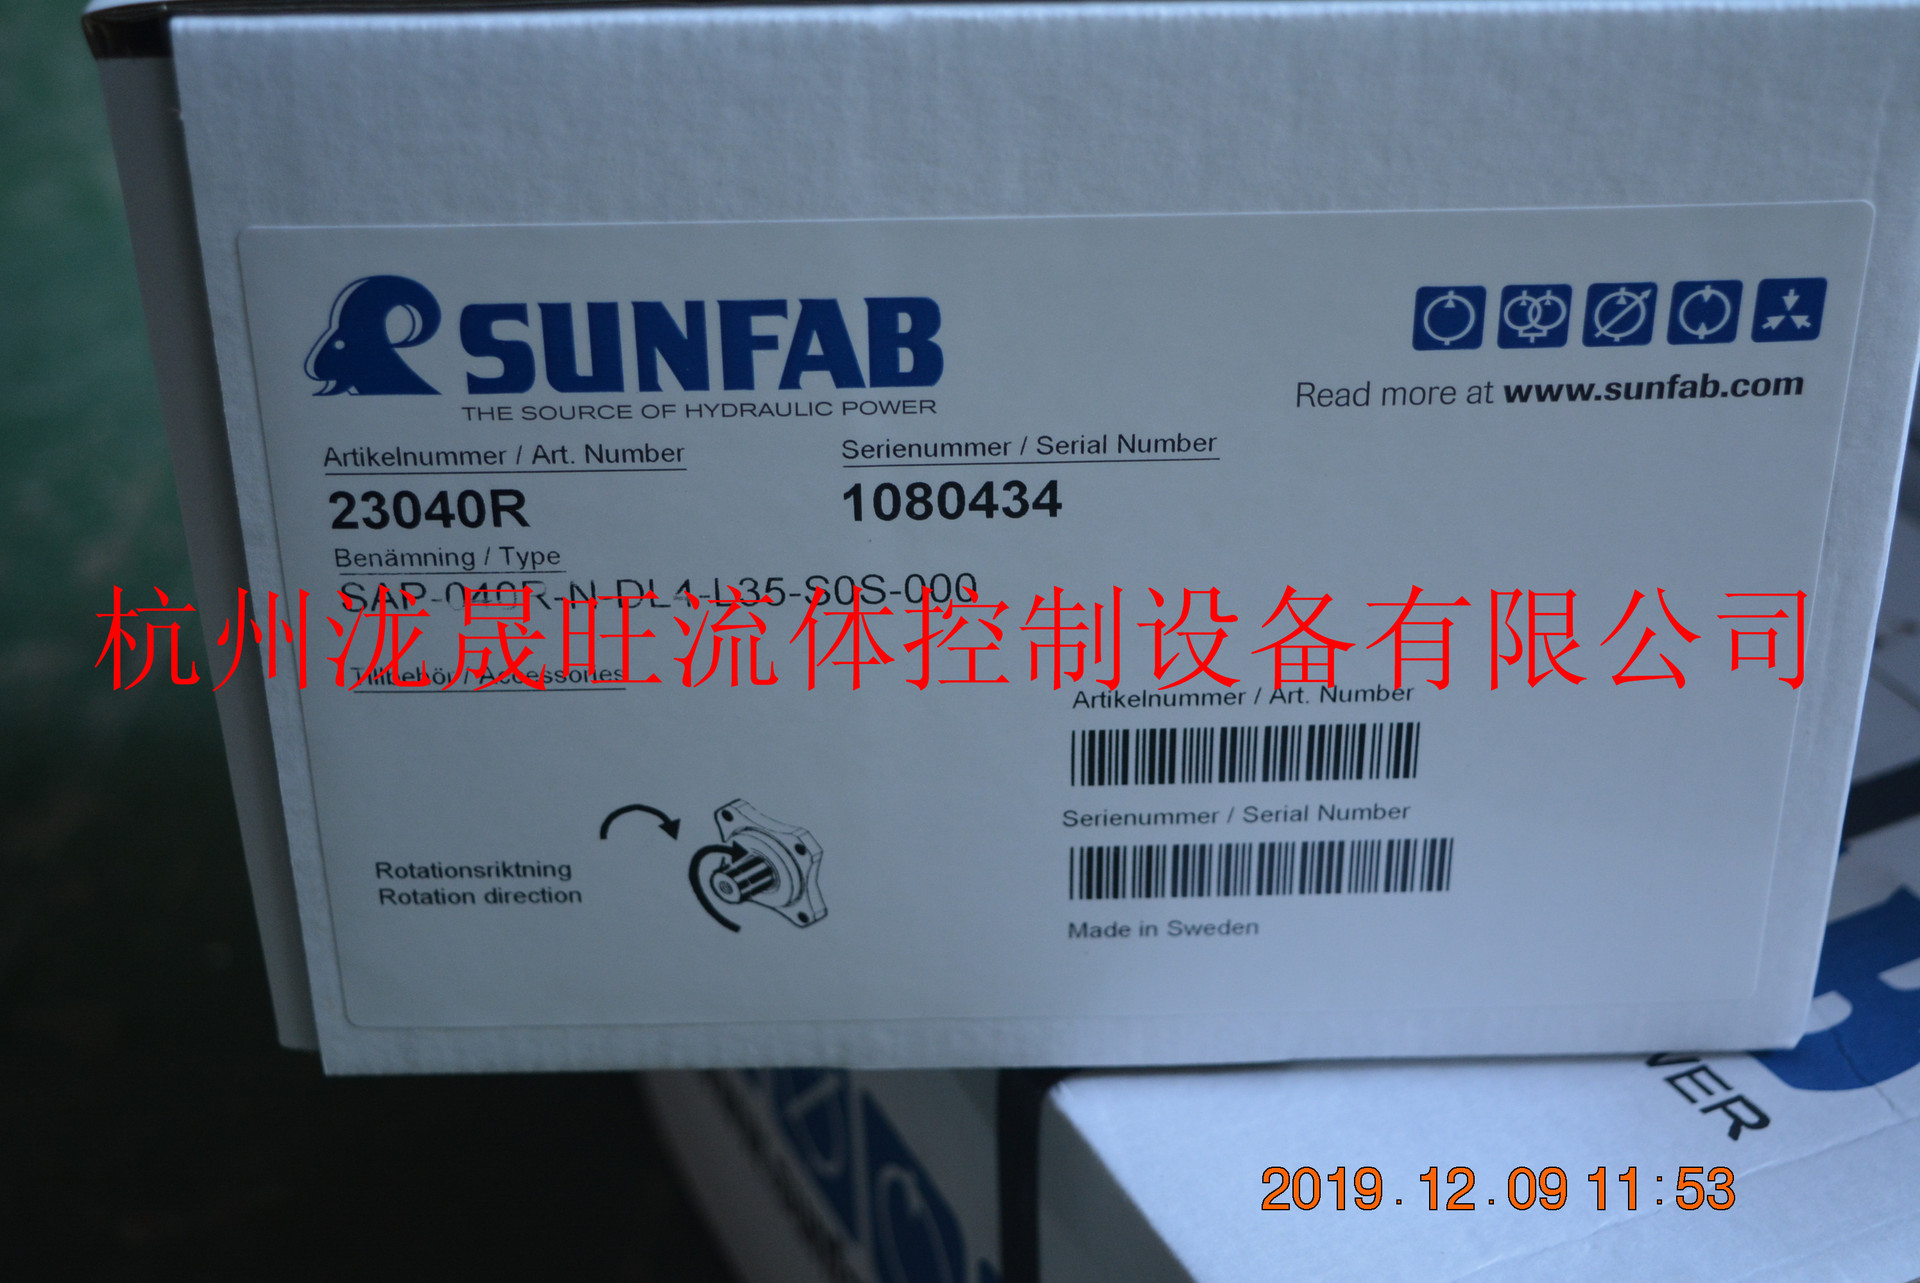 SUNFAB
THE SOURCE OF HYDRAULIC POWER
Read more at www.sunfab.com
Artikelnummer / Art. Number
23040R
Serienummer / Serial Number
1080434
Benämning / Type
SAP-040R-N-DL4-L35-S0S-000
杭州泷晟旺流体控制设备有限公司
Tillbehör / Accessories
Artikelnummer / Art. Number
Serienummer / Serial Number
Rotationsriktning
Rotation direction
Made in Sweden
2019.12.09 11:53